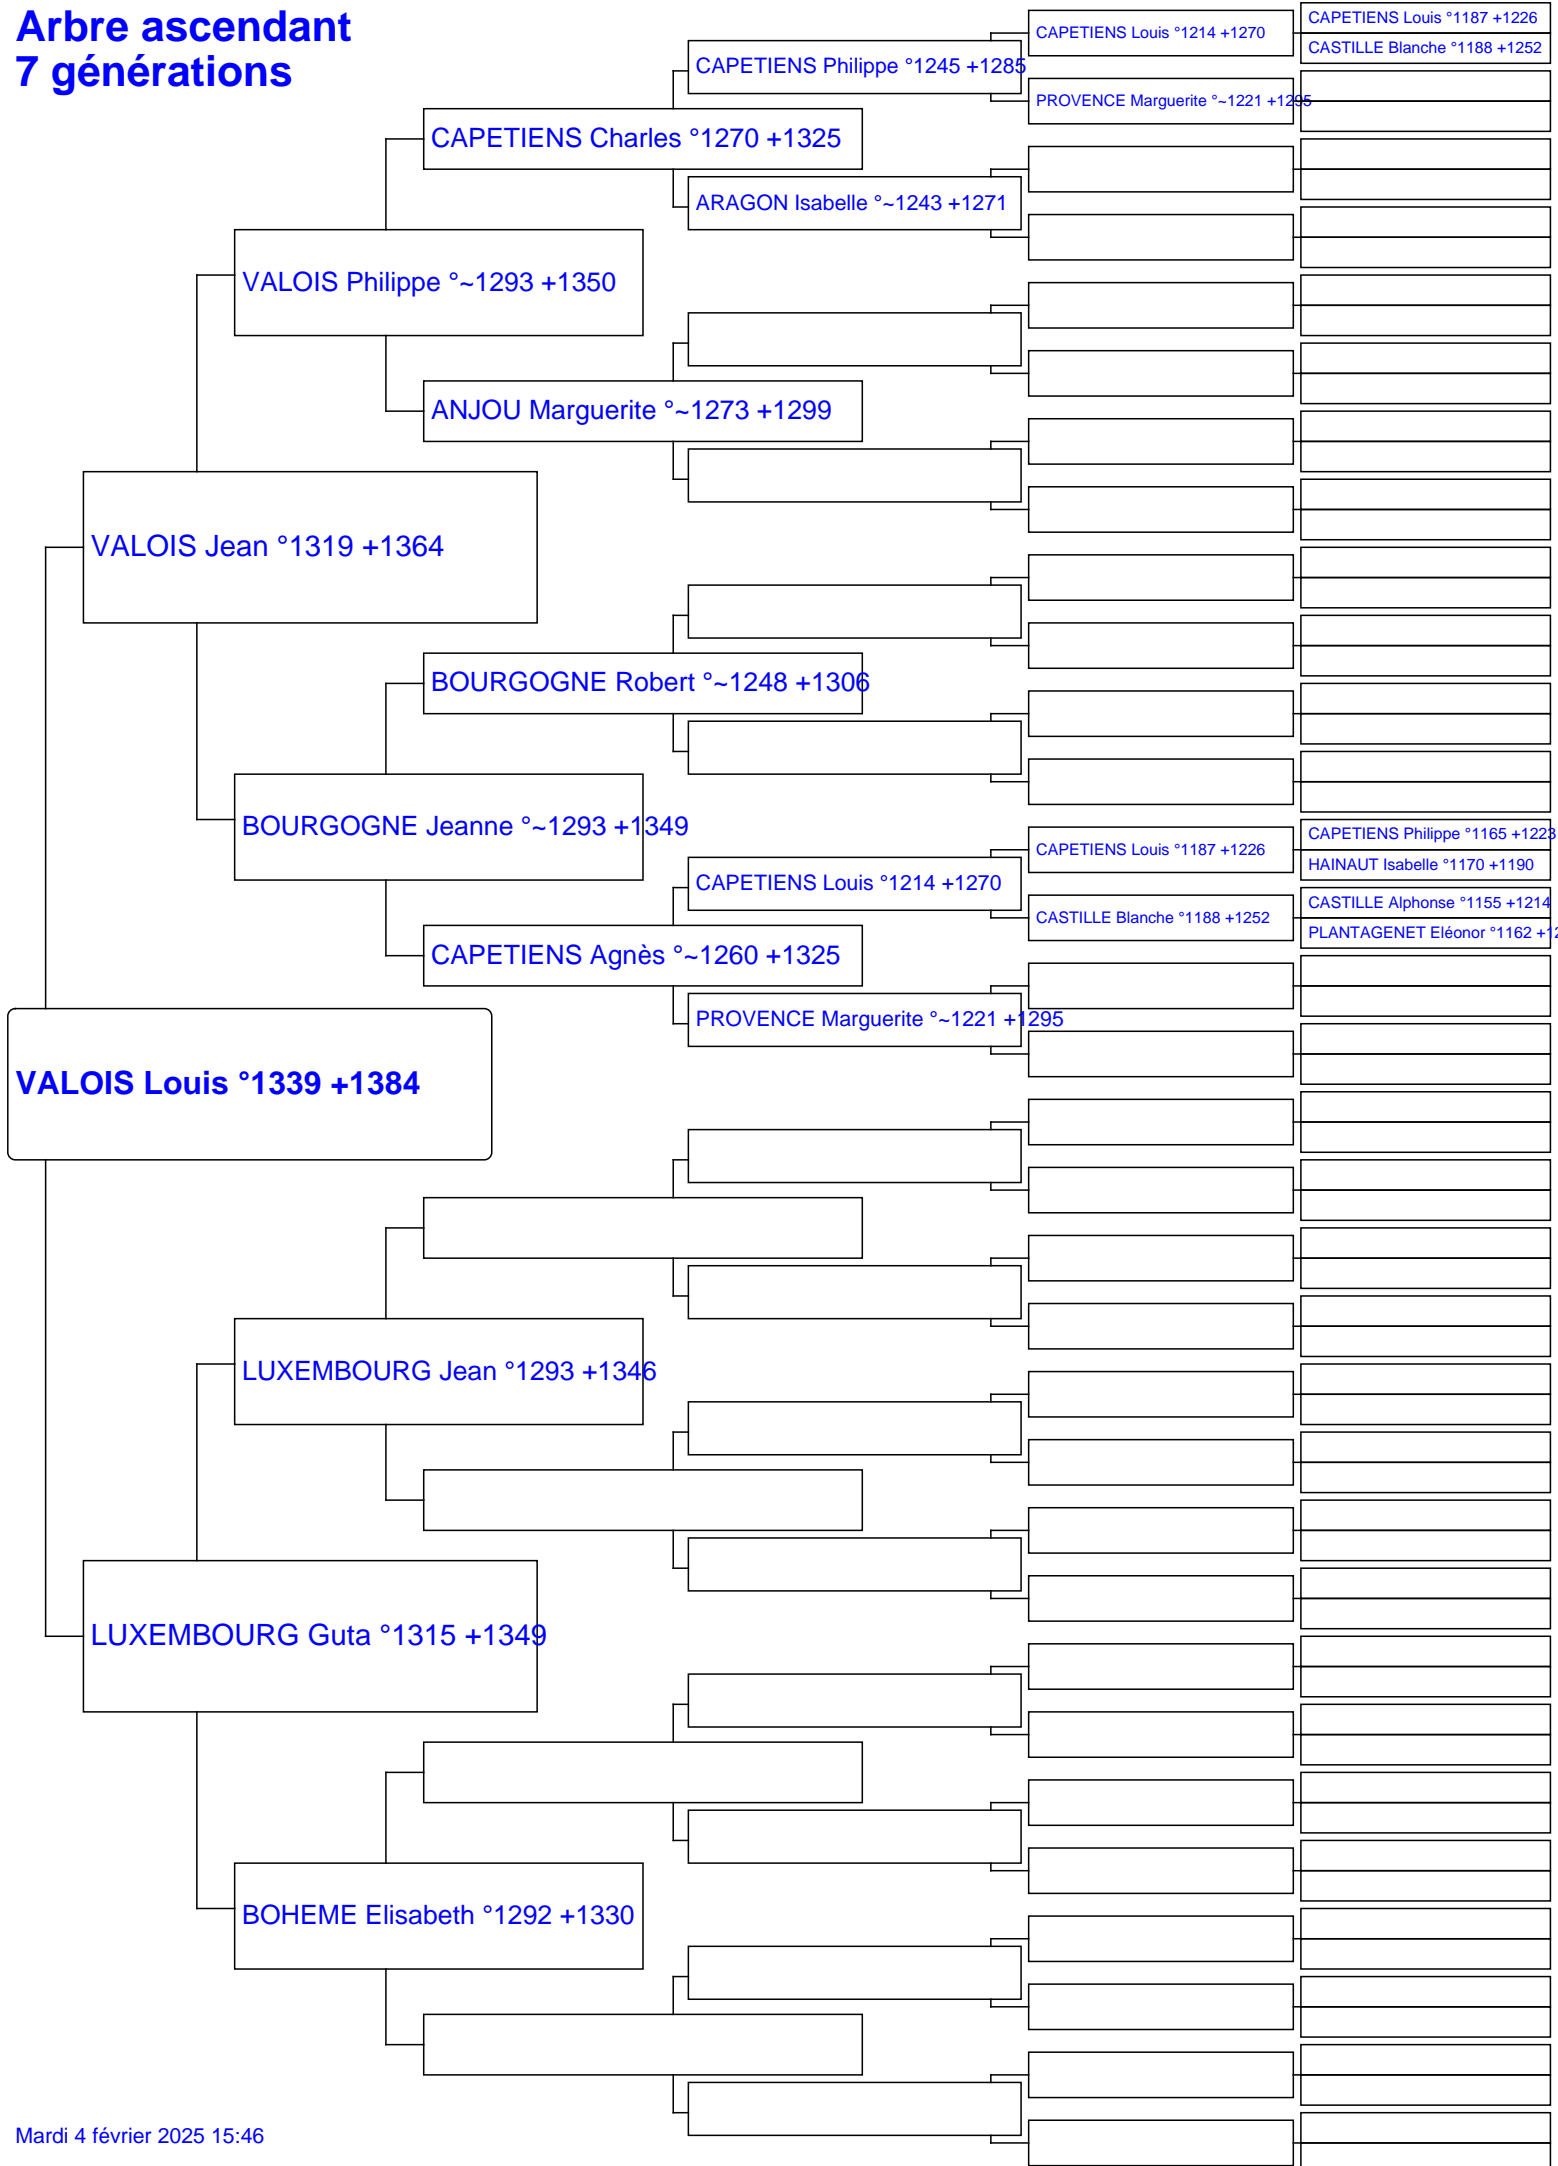 Arbre ascendant
7 générations
CAPETIENS Louis °1187 +1226
CAPETIENS Louis °1214 +1270
CASTILLE Blanche °1188 +1252
CAPETIENS Philippe °1245 +1285
PROVENCE Marguerite °~1221 +1295
CAPETIENS Charles °1270 +1325
ARAGON Isabelle °~1243 +1271
VALOIS Philippe °~1293 +1350
ANJOU Marguerite °~1273 +1299
VALOIS Jean °1319 +1364
BOURGOGNE Robert °~1248 +1306
BOURGOGNE Jeanne °~1293 +1349
CAPETIENS Philippe °1165 +1223
CAPETIENS Louis °1187 +1226
HAINAUT Isabelle °1170 +1190
CAPETIENS Louis °1214 +1270
CASTILLE Alphonse °1155 +1214
CASTILLE Blanche °1188 +1252
PLANTAGENET Eléonor °1162
CAPETIENS Agnès °~1260 +1325
PROVENCE Marguerite °~1221 +1295
VALOIS Louis °1339 +1384
LUXEMBOURG Jean °1293 +1346
LUXEMBOURG Guta °1315 +1349
BOHEME Elisabeth °1292 +1330
Mardi 4 février 2025 15:46